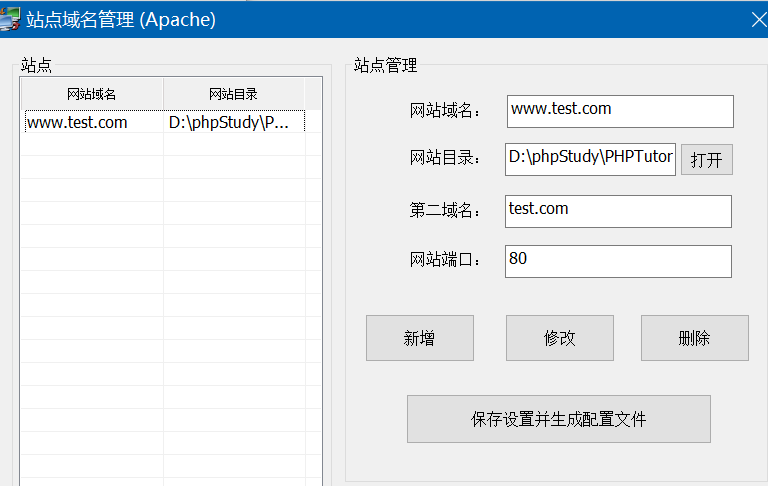 站点域名管理 (Apache)
站点
网站域名 网站目录
www.test.com D:\phpStudy\P...
站点管理
网站域名： www.test.com
网站目录： D:\phpStudy\PHPTutor 打开
第二域名： test.com
网站端口： 80
新增 修改 删除
保存设置并生成配置文件